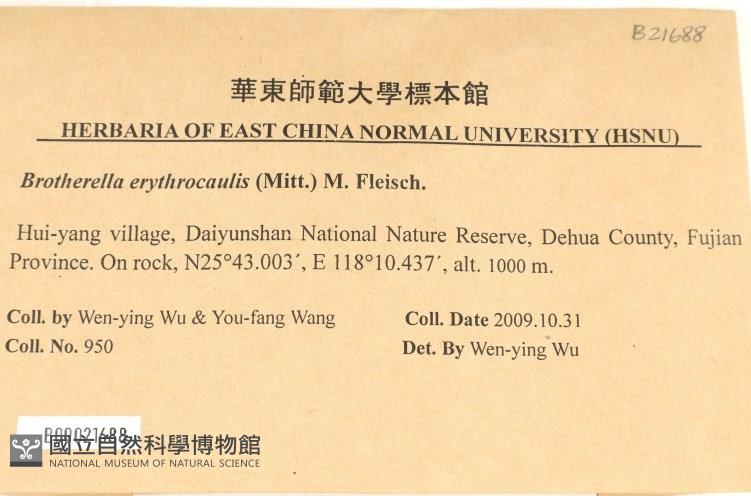 B21688
華東師範大學標本館
HERBARIA OF EAST CHINA NORMAL UNIVERSITY (HSNU)
Brotherella erythrocaulis (Mitt.) M. Fleisch.
Hui-yang village, Daiyunshan National Nature Reserve, Dehua County, Fujian
Province. On rock, N25°43.003´, E 118°10.437´, alt. 1000 m.
Coll. by Wen-ying Wu & You-fang Wang Coll. Date 2009.10.31
Coll. No. 950 Det. By Wen-ying Wu
B00021688
國立自然科學博物館
NATIONAL MUSEUM OF NATURAL SCIENCE